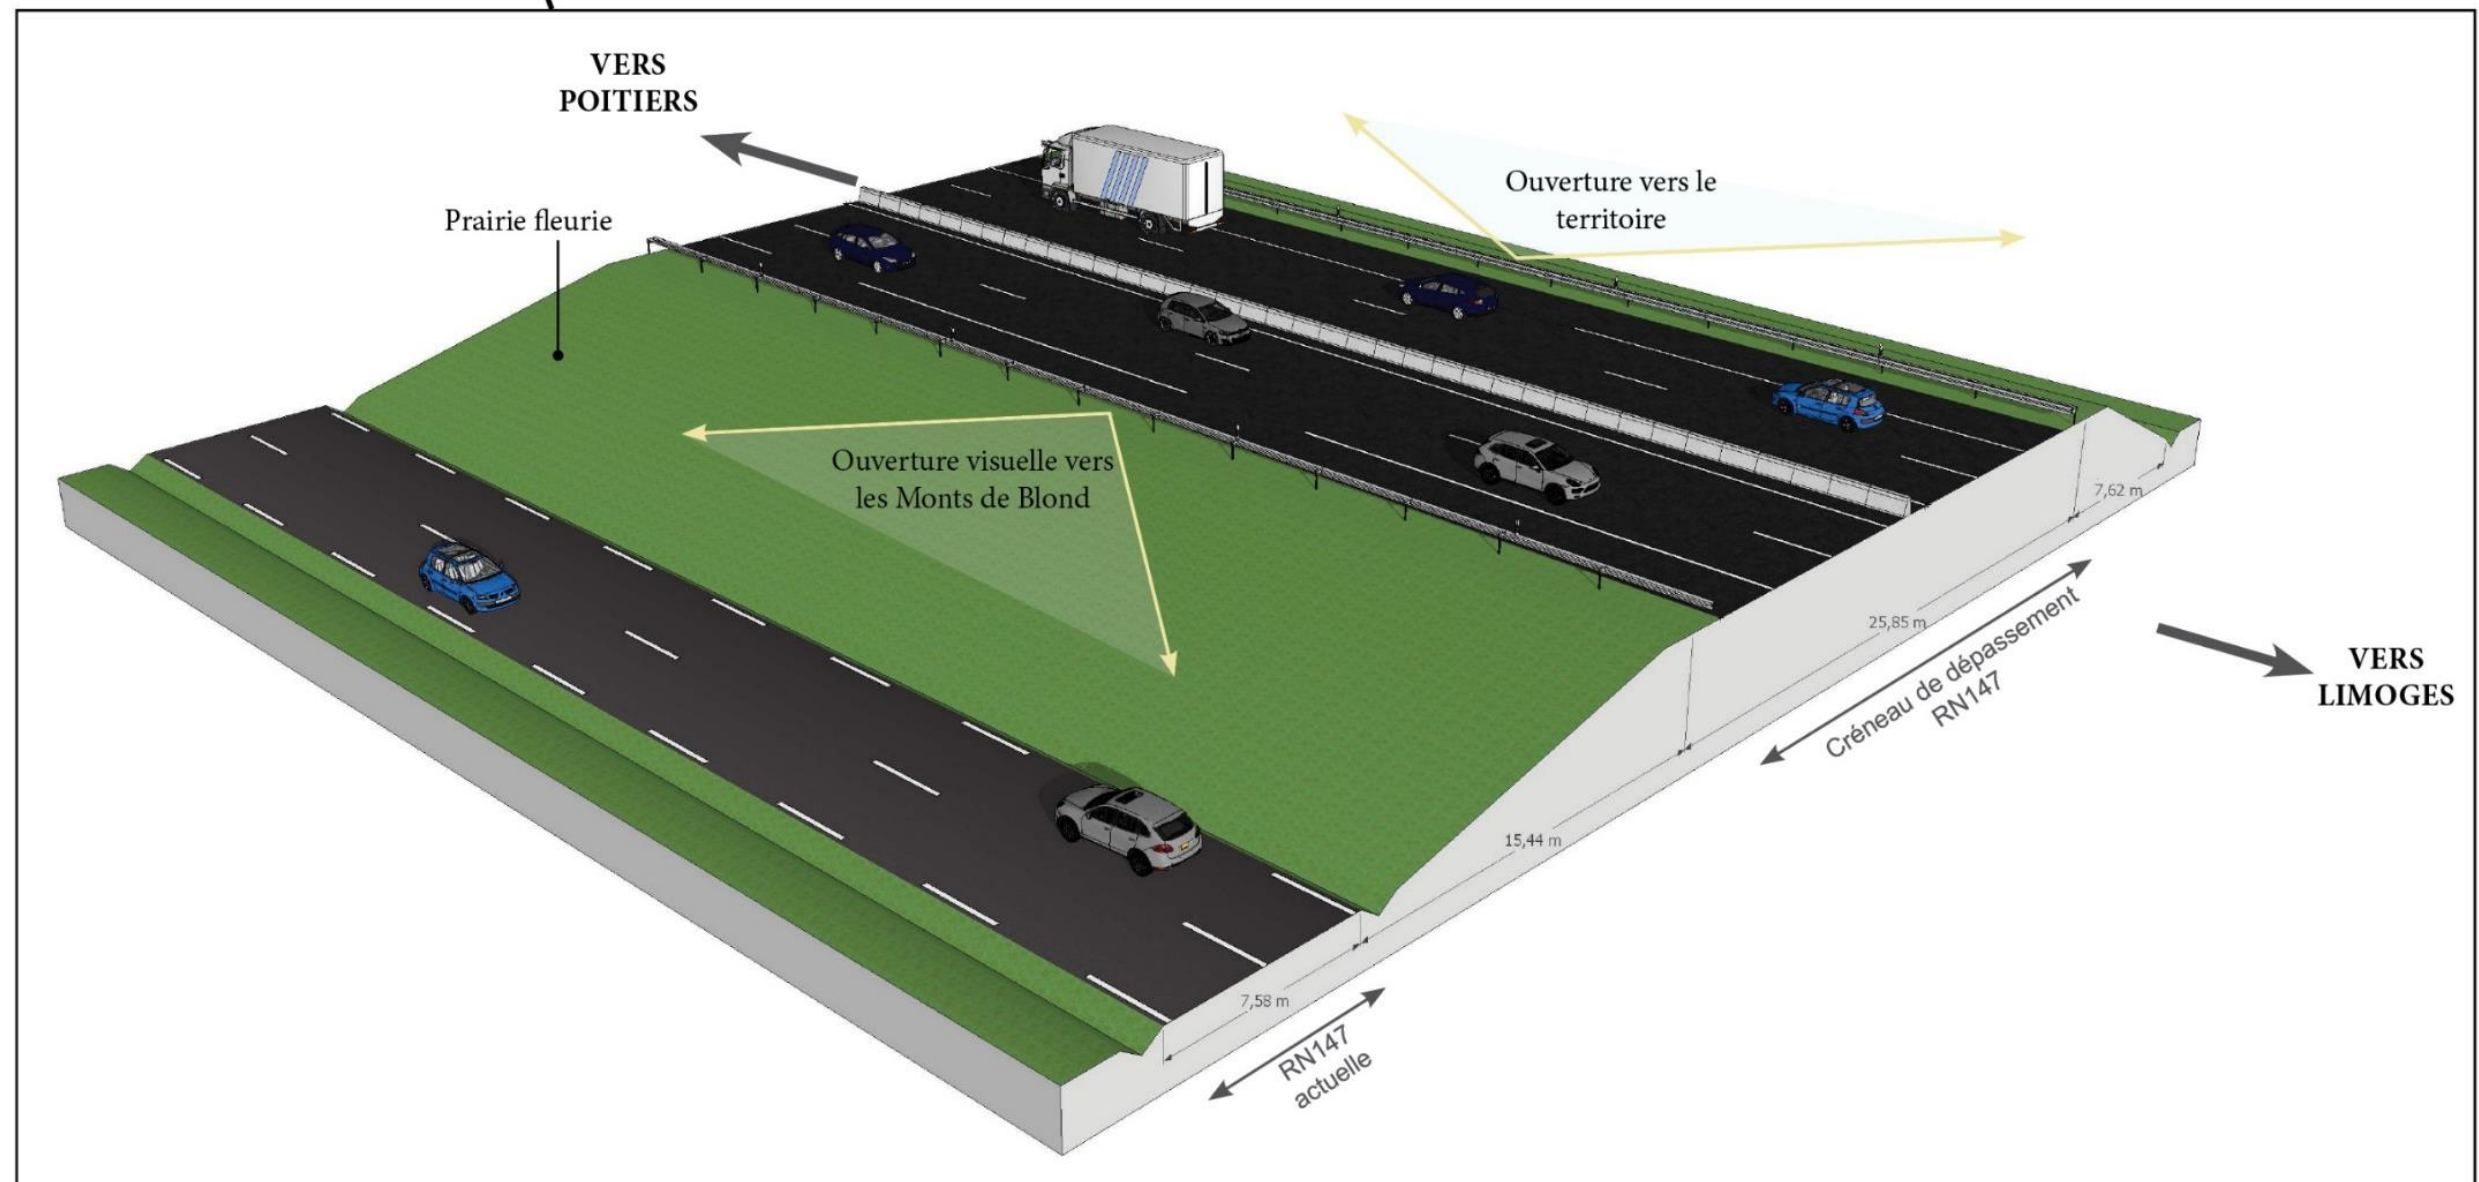 VERS
POITIERS
Prairie fleurie
Ouverture vers le
territoire
Ouverture visuelle vers
les Monts de Blond
7,62 m
25,85 m
Créneau de dépassement
RN147
VERS
LIMOGES
15,44 m
7,58 m
RN147
actuelle